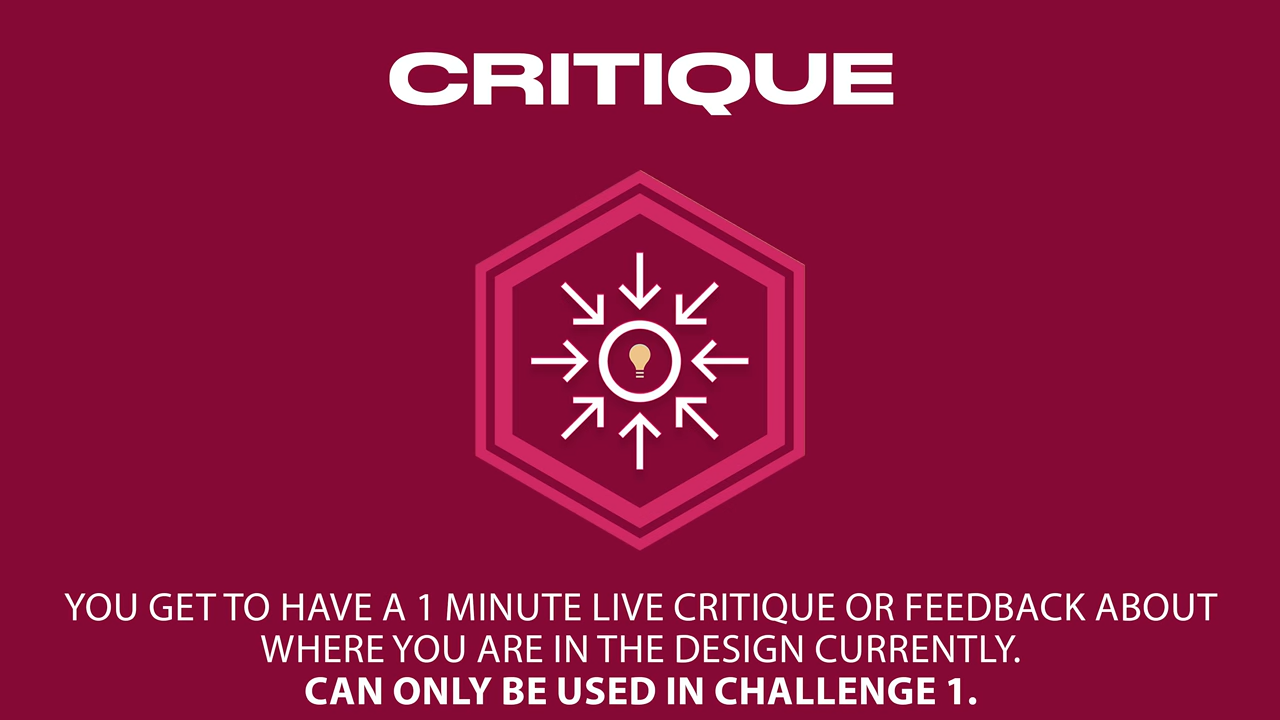 CRITIQUE
YOU GET TO HAVE A 1 MINUTE LIVE CRITIQUE OR FEEDBACK ABOUT
WHERE YOU ARE IN THE DESIGN CURRENTLY.
CAN ONLY BE USED IN CHALLENGE 1.